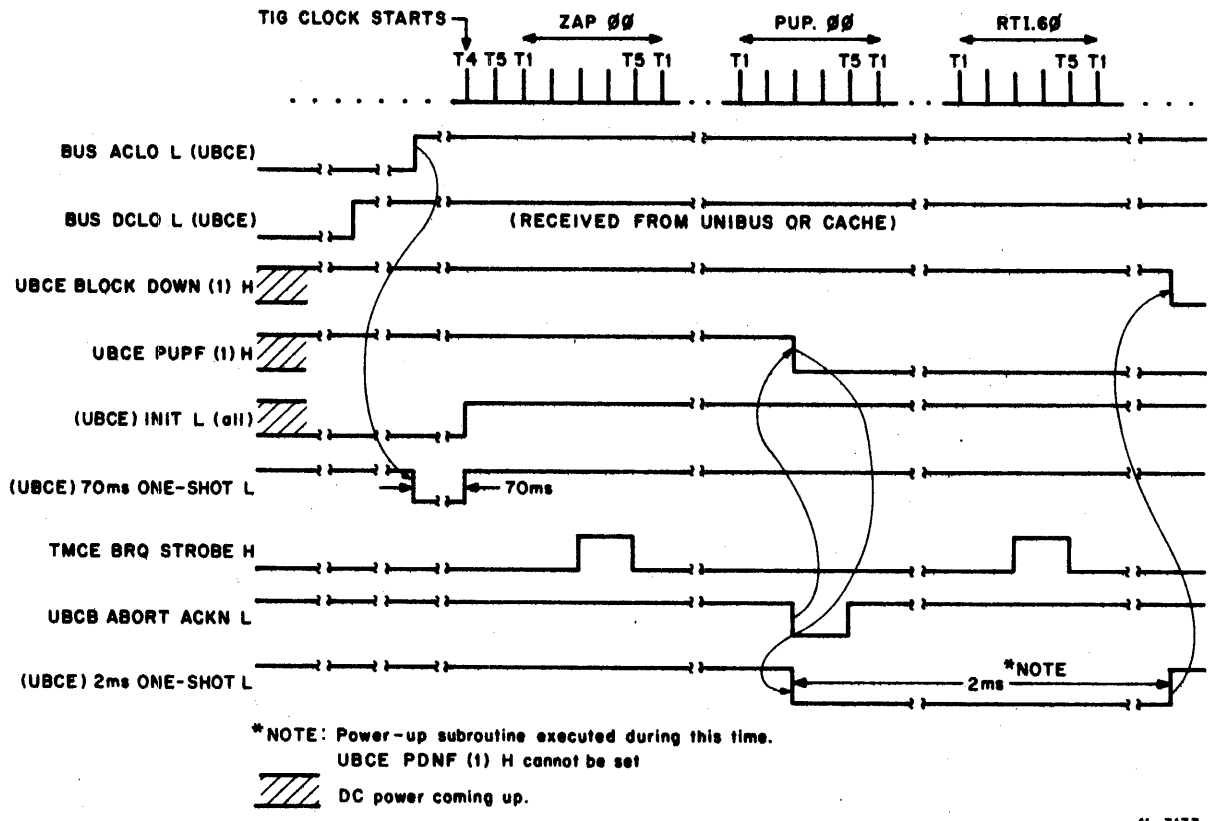 TIG CLOCK STARTS
ZAP ØØ
PUP. ØØ
RTI.6Ø
T4 T5 T1 T5 T1 T1 T5 T1 T1 T5 T1
BUS ACLO L (UBCE)
BUS DCLO L (UBCE)
(RECEIVED FROM UNIBUS OR CACHE)
UBCE BLOCK DOWN (1) H
UBCE PUPF (1) H
(UBCE) INIT L (all)
(UBCE) 70ms ONE-SHOT L
70ms
TMCE BRQ STROBE H
UBCB ABORT ACKN L
(UBCE) 2ms ONE-SHOT L
*NOTE
2ms
*NOTE: Power-up subroutine executed during this time.
UBCE PDNF (1) H cannot be set
DC power coming up.